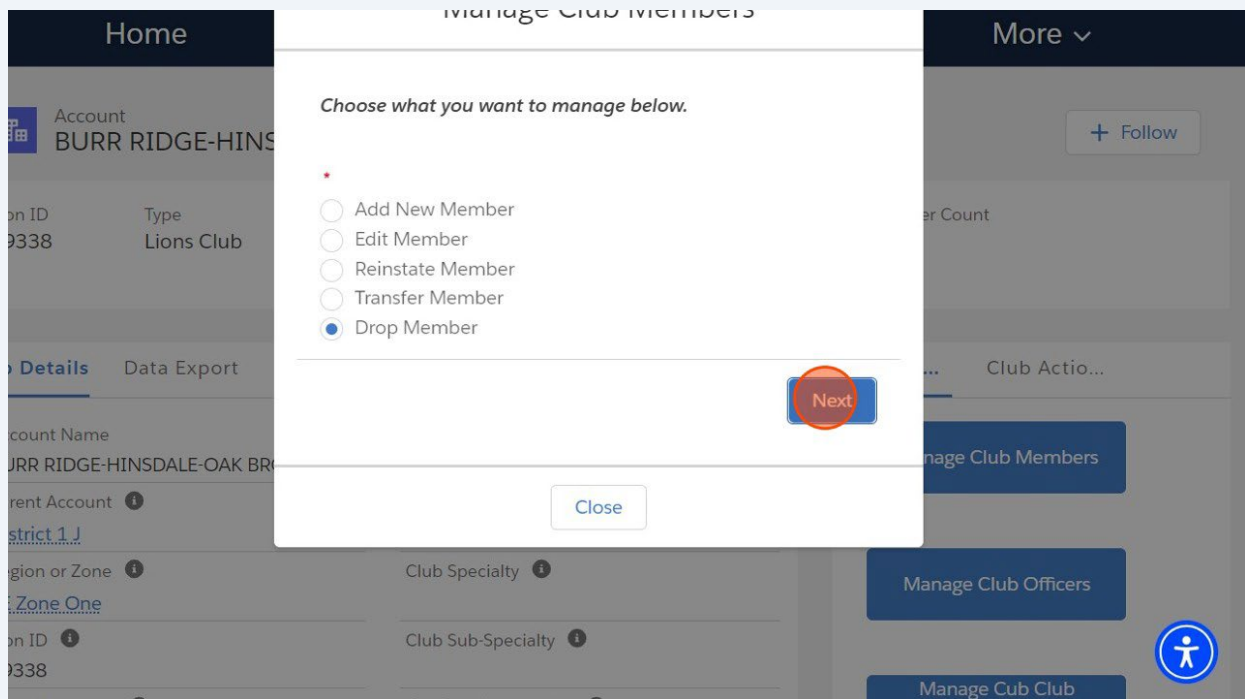 Manage Club Members
Home
More
Choose what you want to manage below.
Account
BURR RIDGE-HINS
+ Follow
*
on ID
Type
er Count
9338
Lions Club
Add New Member
Edit Member
Reinstate Member
Transfer Member
Drop Member
Details
Data Export
...
Club Actio...
Next
count Name
URR RIDGE-HINSDALE-OAK BR
nage Club Members
rent Account
strict 1 J
Close
egion or Zone
Club Specialty
Manage Club Officers
E Zone One
on ID
Club Sub-Specialty
9338
Manage Cub Club